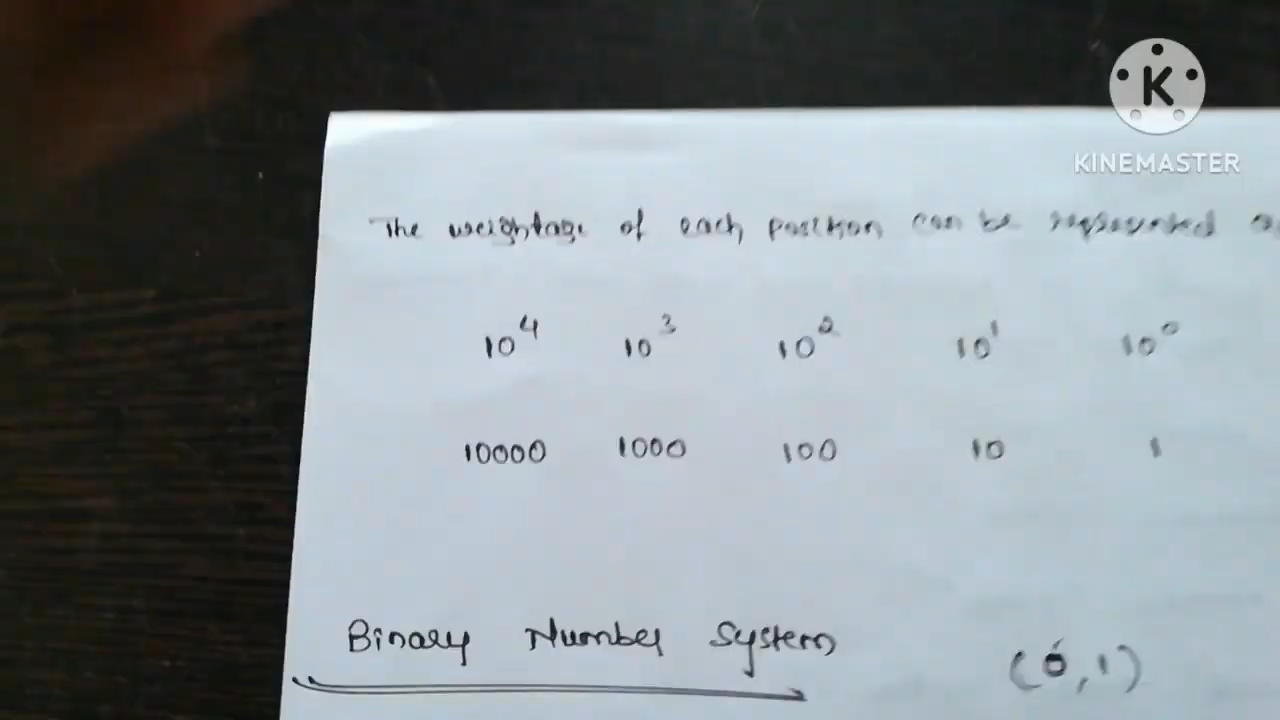 K
KINEMASTER
The weightage of each position can be represented
10⁴ 10³ 10² 10¹ 10⁰
10000 1000 100 10 1
Binary Number System (0,1)